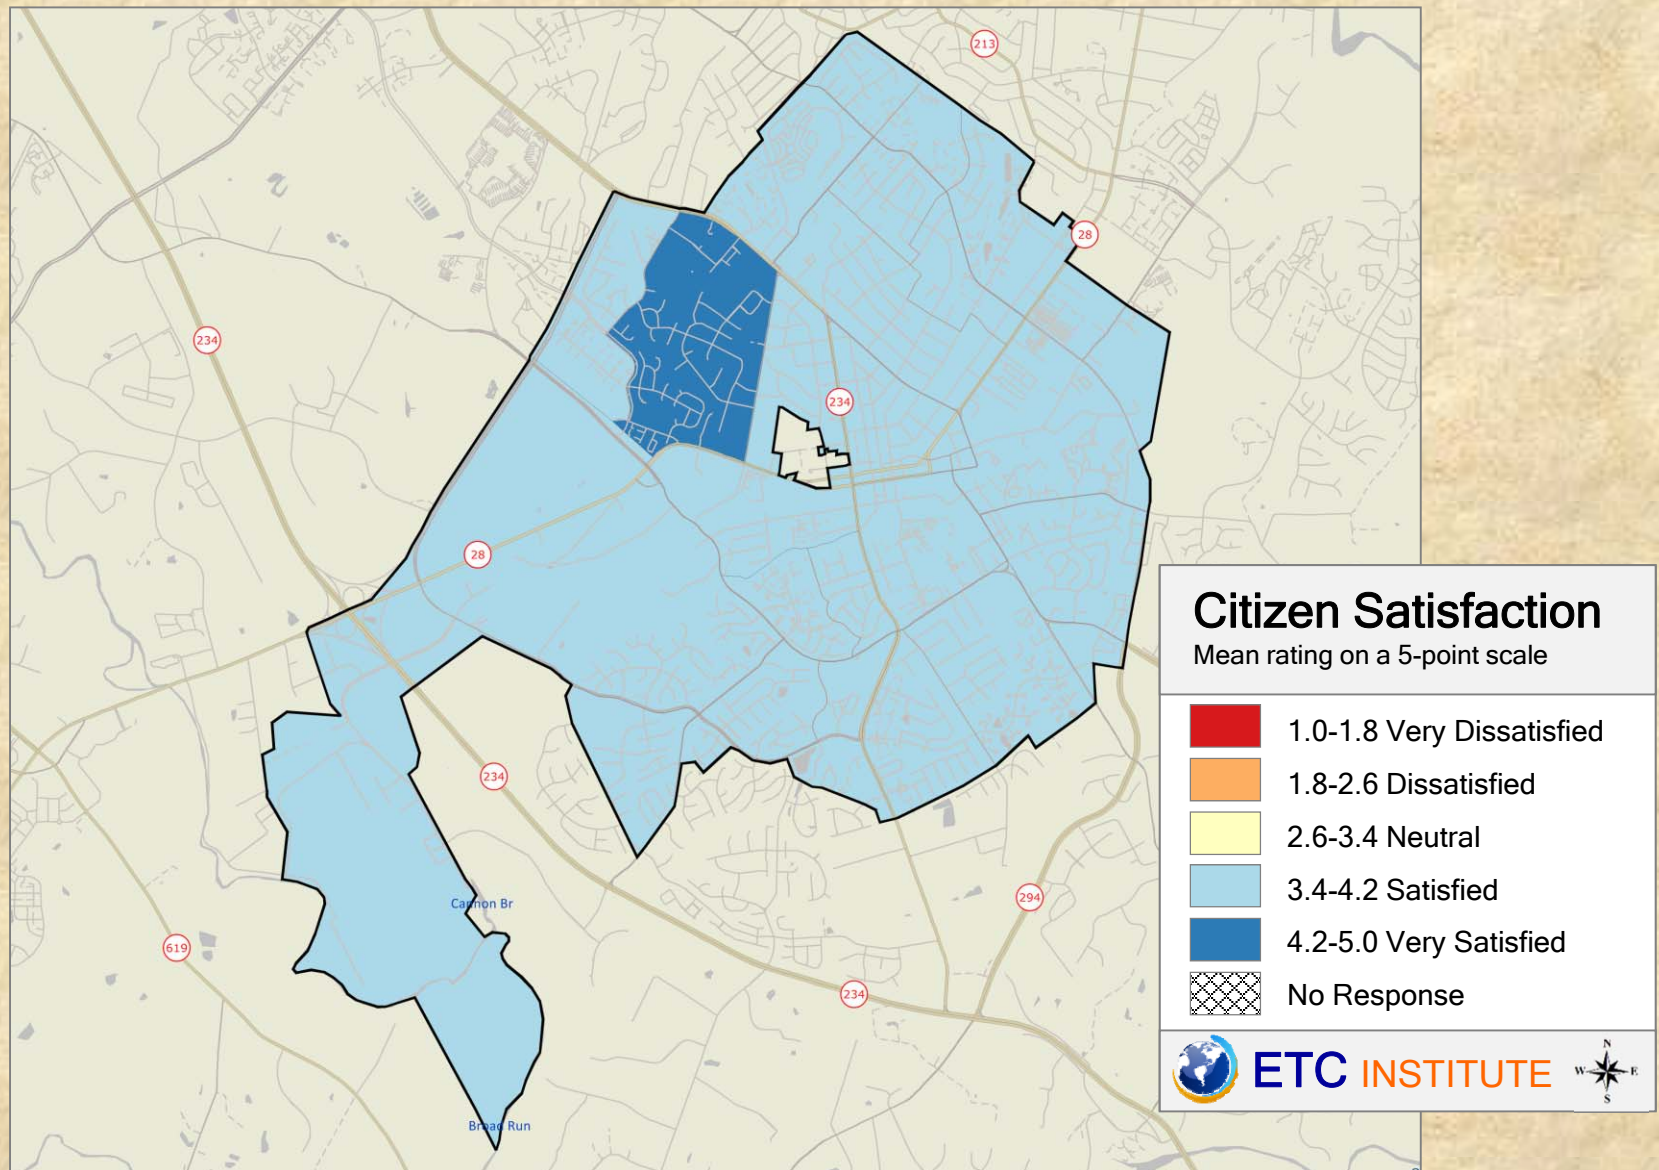 213
28
234
234
28
234
Cannon Br
294
619
234
Broad Run
Citizen Satisfaction
Mean rating on a 5-point scale
1.0-1.8 Very Dissatisfied
1.8-2.6 Dissatisfied
2.6-3.4 Neutral
3.4-4.2 Satisfied
4.2-5.0 Very Satisfied
No Response
ETC INSTITUTE
N
W E
S